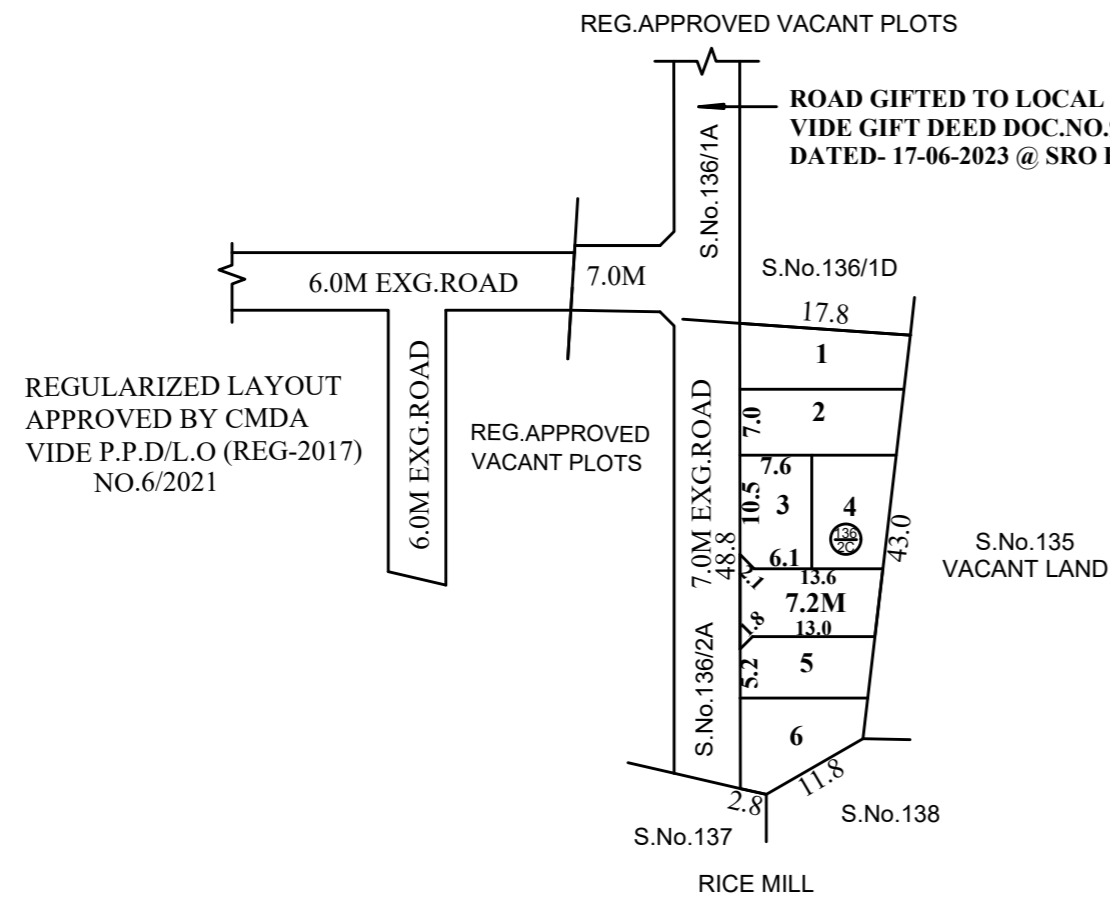 REG.APPROVED VACANT PLOTS
ROAD GIFTED TO LOCAL
VIDE GIFT DEED DOC.NO.
DATED- 17-06-2023 @ SRO
S.No.136/1A
S.No.136/1D
6.0M EXG.ROAD
7.0M
17.8
1
REGULARIZED LAYOUT
APPROVED BY CMDA
VIDE P.P.D/L.O (REG-2017)
NO.6/2021
6.0M EXG.ROAD
REG.APPROVED
VACANT PLOTS
7.0M EXG.ROAD
48.8
7.0
2
7.6
10.5
3
4
136
2C
43.0
S.No.135
VACANT LAND
6.1
2.1
13.6
7.2M
1.8
13.0
5.2
5
S.No.136/2A
6
11.8
2.8
S.No.138
S.No.137
RICE MILL